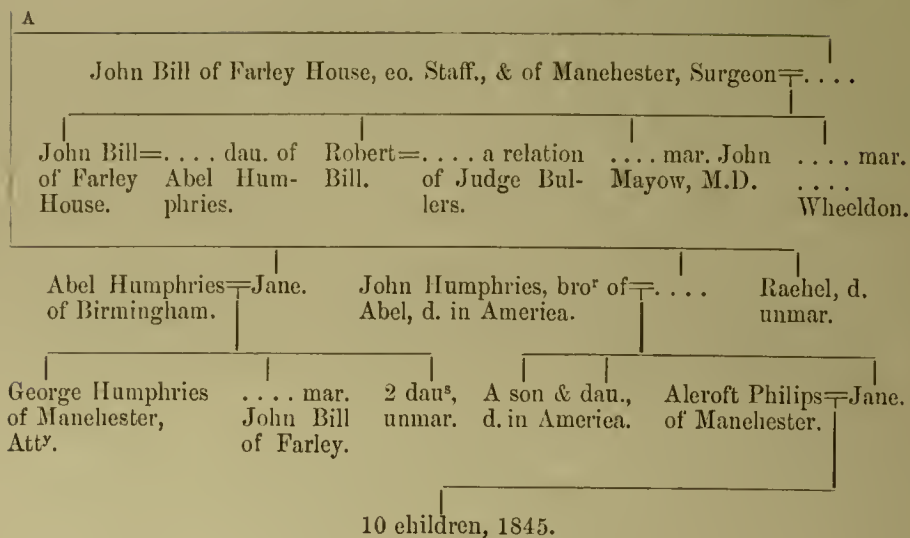 A
John Bill of Farley House, co. Staff., & of Manchester, Surgeon=. . . .
John Bill=
of Farley
House.
. . . . dau. of
Abel Hum-
phries.
Robert=
Bill.
. . . . a relation
of Judge Bul-
lers.
. . . . mar. John
Mayow, M.D.
. . . . mar.
. . . .
Wheeldon.
Abel Humphries=Jane.
of Birmingham.
John Humphries, broʳ of=. . . .
Abel, d. in America.
Rachel, d.
unmar.
George Humphries
of Manchester,
Attʸ.
. . . . mar.
John Bill
of Farley.
2 dauˢ,
unmar.
A son & dau.,
d. in America.
Alcroft Philips=Jane.
of Manchester.
10 children, 1845.